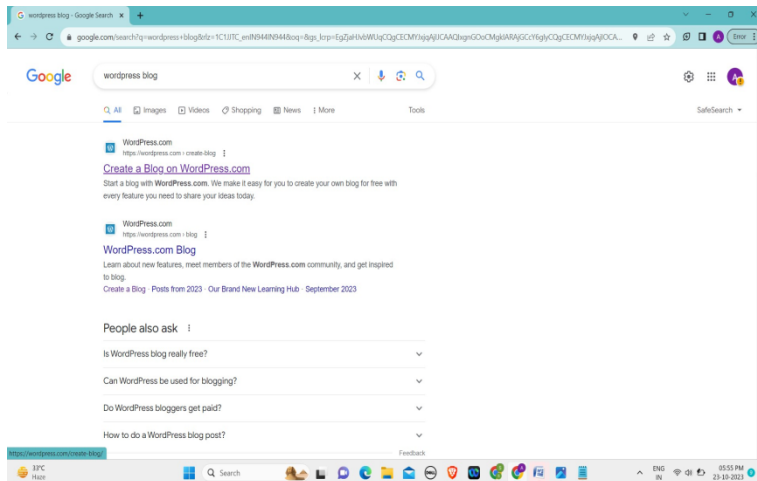 wordpress blog - Google Search
google.com/search?q=wordpress+blog&rlz=1C1JJTC_enIN944IN944&oq=
Error
Google
wordpress blog
All Images Videos Shopping News More Tools
SafeSearch
WordPress.com
https://wordpress.com › create-blog
Create a Blog on WordPress.com
Start a blog with WordPress.com. We make it easy for you to create your own blog for free with
every feature you need to share your ideas today.
WordPress.com
https://wordpress.com › blog
WordPress.com Blog
Learn about new features, meet members of the WordPress.com community, and get inspired
to blog.
Create a Blog · Posts from 2023 · Our Brand New Learning Hub · September 2023
People also ask
Is WordPress blog really free?
Can WordPress be used for blogging?
Do WordPress bloggers get paid?
How to do a WordPress blog post?
Feedback
https://wordpress.com/create-blog/
33°C
Haze
Search
ENG
IN
05:55 PM
23-10-2023